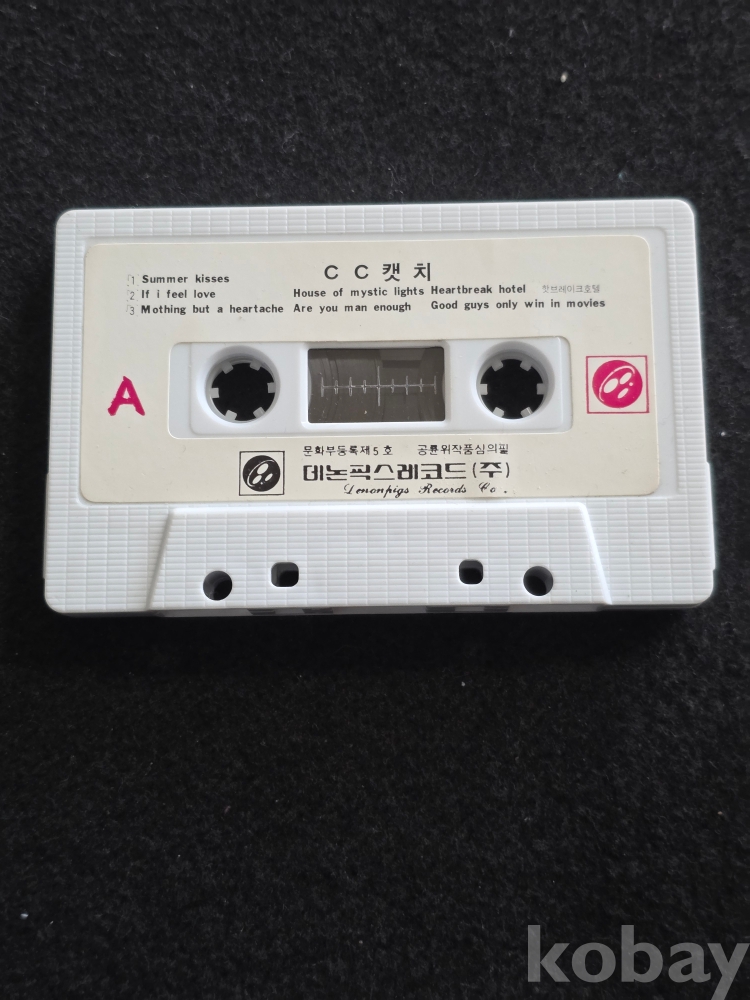 C C 캣 치
1 Summer kisses
2. If i feel love House of mystic lights Heartbreak hotel 핫브레이크호텔
3 Mothing but a heartache Are you man enough Good guys only win in movies
A
문화부등록제5호 공륜위작품심의필
데논픽스레코드(주)
Denonpigs Records Co.
kobay